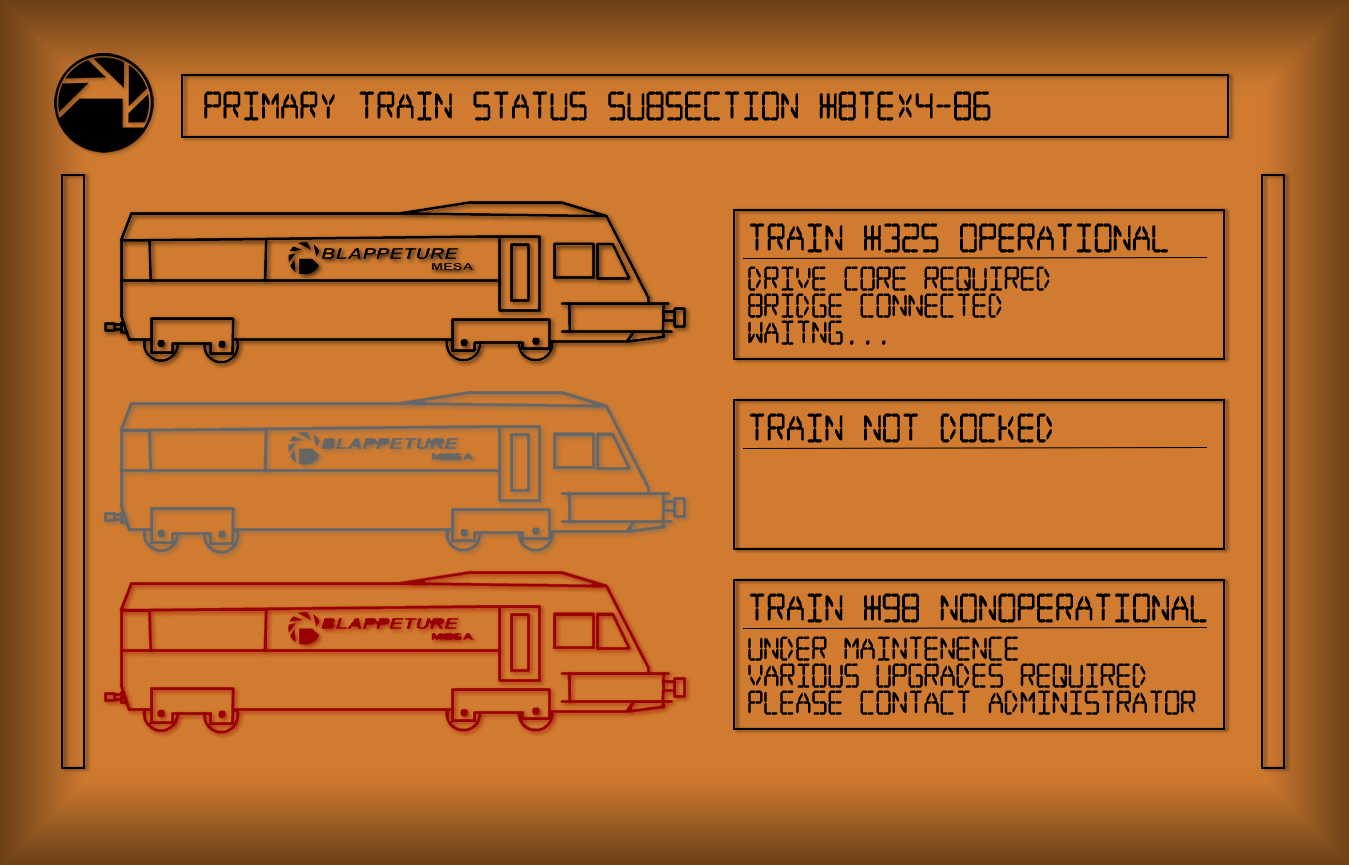 PRIMARY TRAIN STATUS SUBSECTION #8TEX4-86
BLAPPETURE
MESA
TRAIN #325 OPERATIONAL
DRIVE CORE REQUIRED
BRIDGE CONNECTED
WAITNG...
BLAPPETURE
MESA
TRAIN NOT DOCKED
BLAPPETURE
MESA
TRAIN #98 NONOPERATIONAL
UNDER MAINTENENCE
VARIOUS UPGRADES REQUIRED
PLEASE CONTACT ADMINISTRATOR